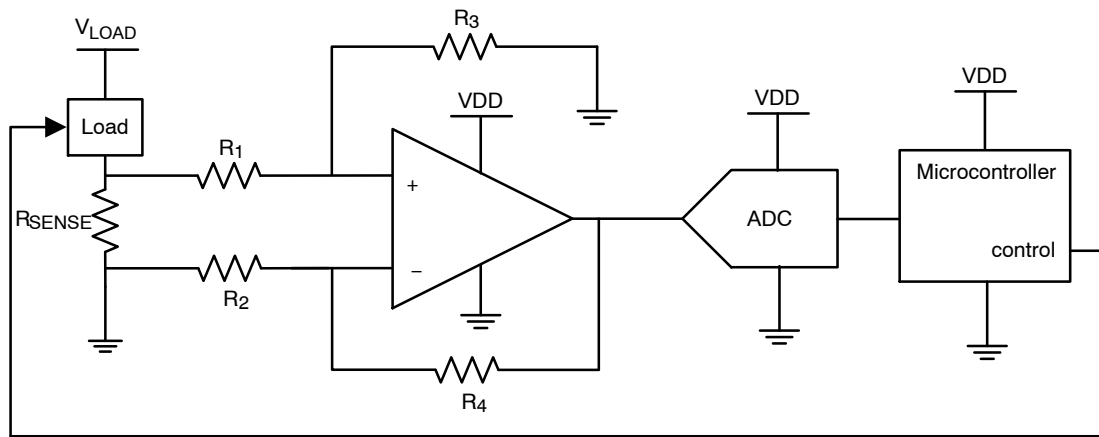 VLOAD
R3
VDD
VDD
VDD
Load
R1
Microcontroller
+
RSENSE
ADC
control
−
R2
R4